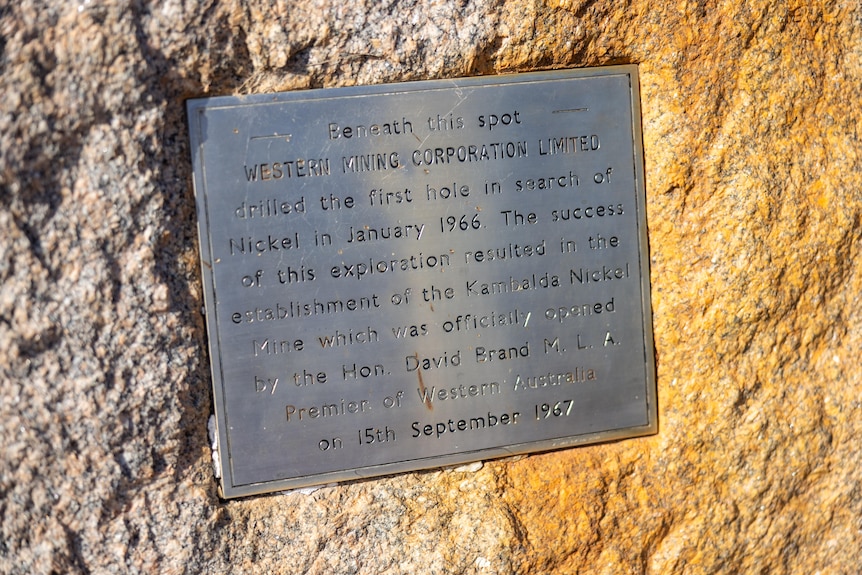 Beneath this spot
WESTERN MINING CORPORATION LIMITED
drilled the first hole in search of
Nickel in January 1966. The success
of this exploration resulted in the
establishment of the Kambalda Nickel
Mine which was officially opened
by the Hon. David Brand M. L. A.
Premier of Western Australia
on 15th September 1967